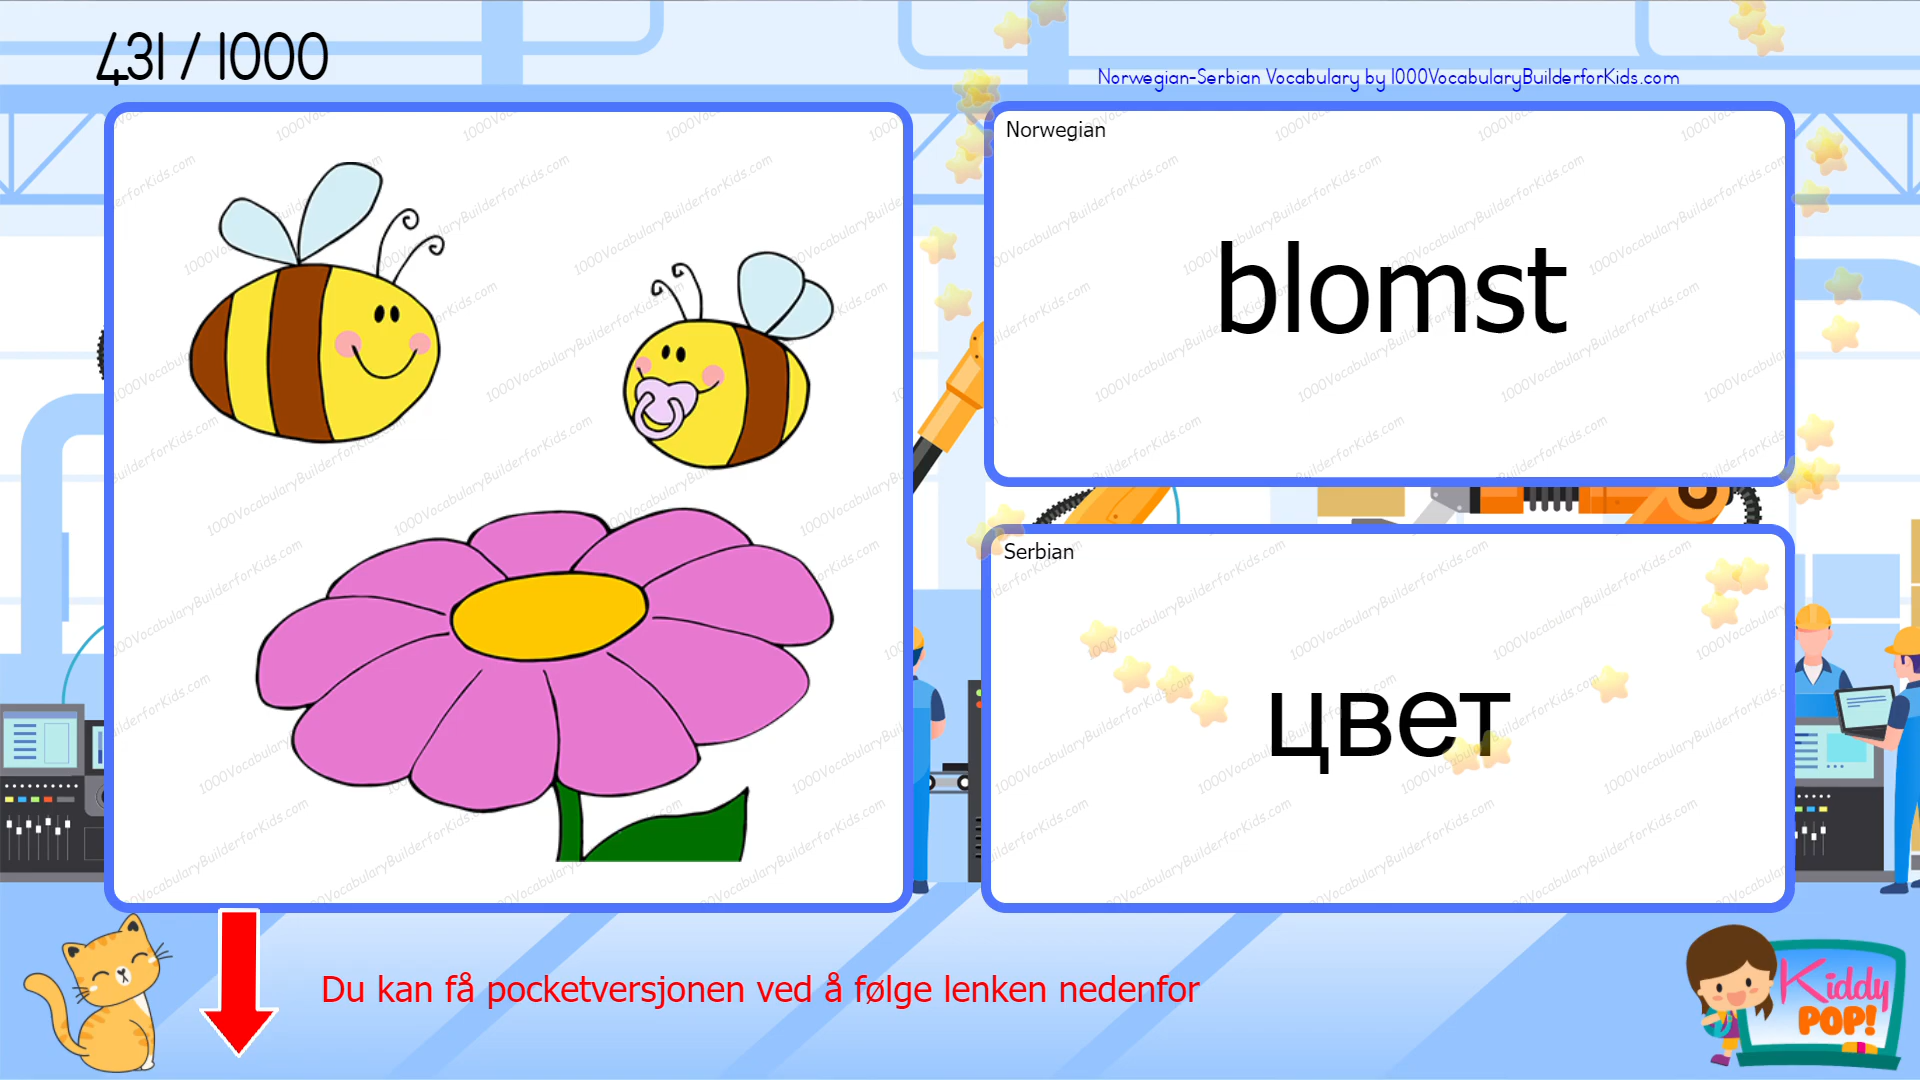 431 / 1000
Norwegian-Serbian Vocabulary by 1000VocabularyBuilderforKids.com
Norwegian
blomst
Serbian
цвет
Du kan få pocketversjonen ved å følge lenken nedenfor
Kiddy
POP!